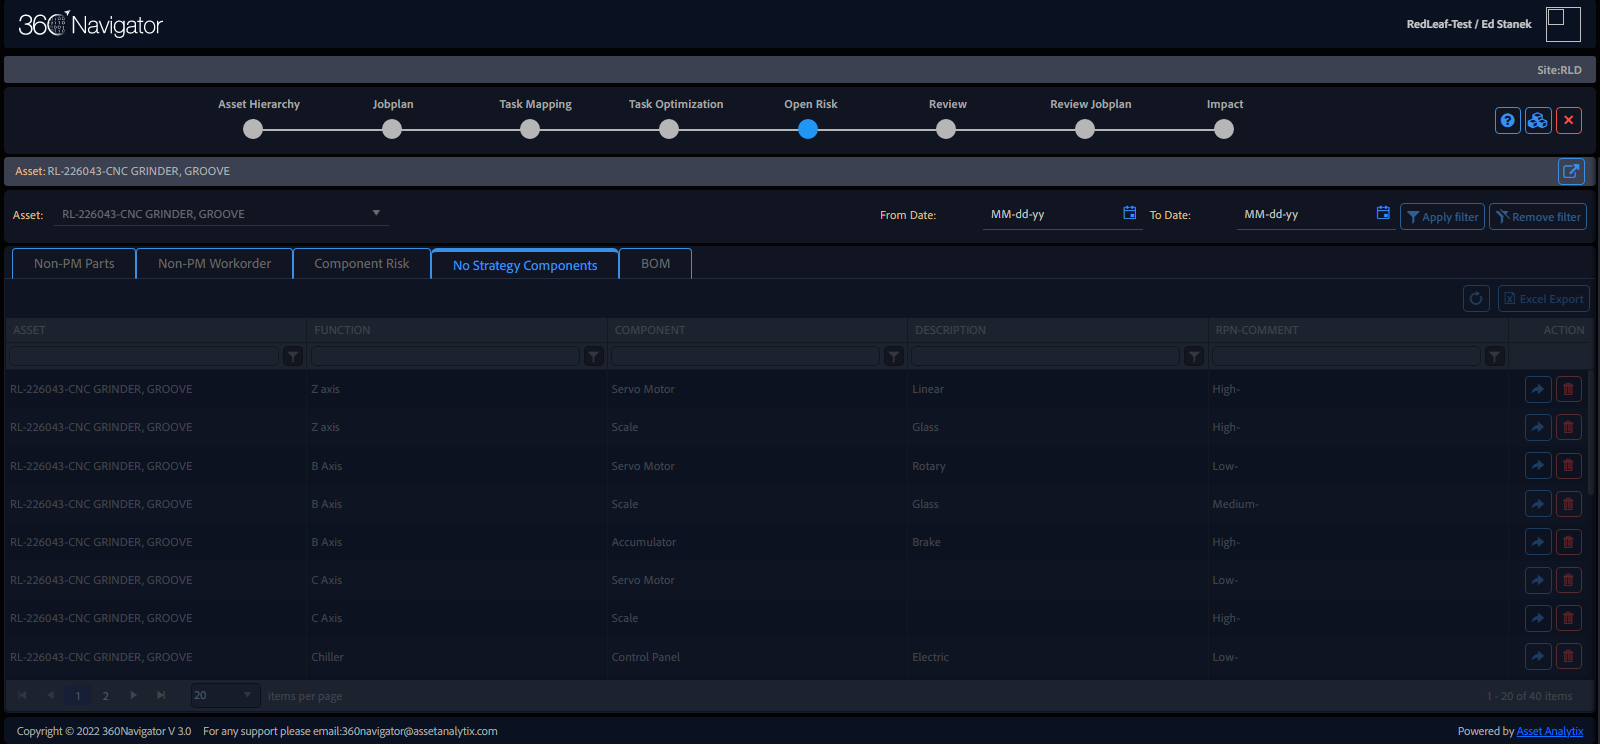 360 Navigator
RedLeaf-Test / Ed Stanek
Site:RLD
Asset Hierarchy Jobplan Task Mapping Task Optimization Open Risk Review Review Jobplan Impact
Asset: RL-226043-CNC GRINDER, GROOVE
Asset: RL-226043-CNC GRINDER, GROOVE From Date: MM-dd-yy To Date: MM-dd-yy Apply filter Remove filter
Non-PM Parts Non-PM Workorder Component Risk No Strategy Components BOM
Excel Export
ASSET FUNCTION COMPONENT DESCRIPTION RPN-COMMENT ACTION
RL-226043-CNC GRINDER, GROOVE Z axis Servo Motor Linear High-
RL-226043-CNC GRINDER, GROOVE Z axis Scale Glass High-
RL-226043-CNC GRINDER, GROOVE B Axis Servo Motor Rotary Low-
RL-226043-CNC GRINDER, GROOVE B Axis Scale Glass Medium-
RL-226043-CNC GRINDER, GROOVE B Axis Accumulator Brake High-
RL-226043-CNC GRINDER, GROOVE C Axis Servo Motor Low-
RL-226043-CNC GRINDER, GROOVE C Axis Scale High-
RL-226043-CNC GRINDER, GROOVE Chiller Control Panel Electric Low-
1 2 20 items per page 1 - 20 of 40 items
Copyright © 2022 360Navigator V 3.0 For any support please email:360navigator@assetanalytix.com Powered by Asset Analytix